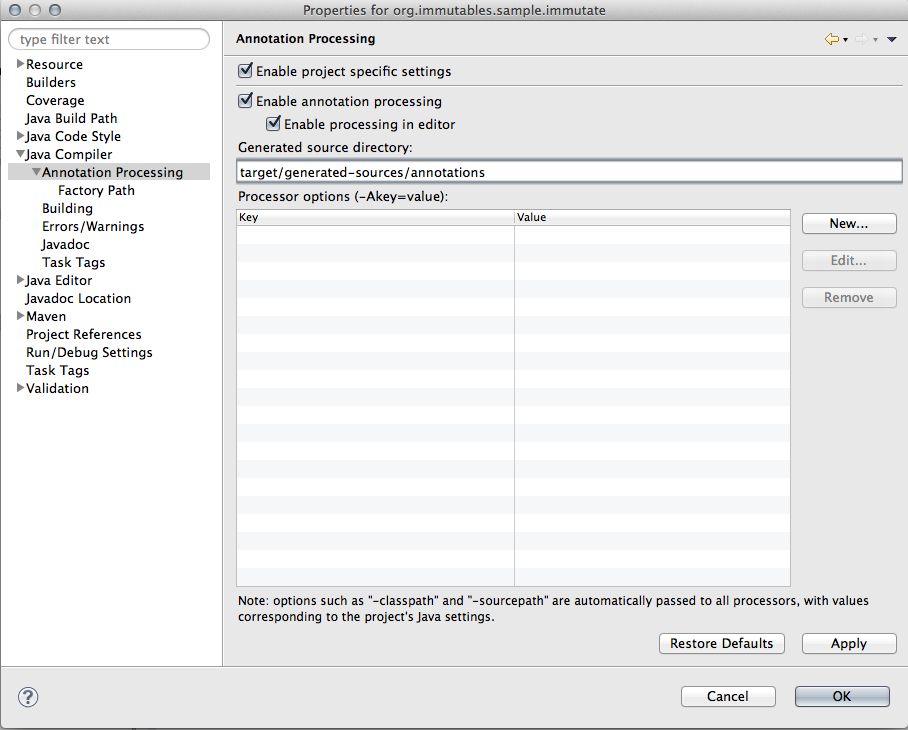 Properties for org.immutables.sample.immutate
type filter text
Resource
Builders
Coverage
Java Build Path
Java Code Style
Java Compiler
Annotation Processing
Factory Path
Building
Errors/Warnings
Javadoc
Task Tags
Java Editor
Javadoc Location
Maven
Project References
Run/Debug Settings
Task Tags
Validation
Annotation Processing
Enable project specific settings
Enable annotation processing
Enable processing in editor
Generated source directory:
target/generated-sources/annotations
Processor options (-Akey=value):
Key Value
New...
Edit...
Remove
Note: options such as "-classpath" and "-sourcepath" are automatically passed to all processors, with values
corresponding to the project's Java settings.
Restore Defaults Apply
? Cancel OK